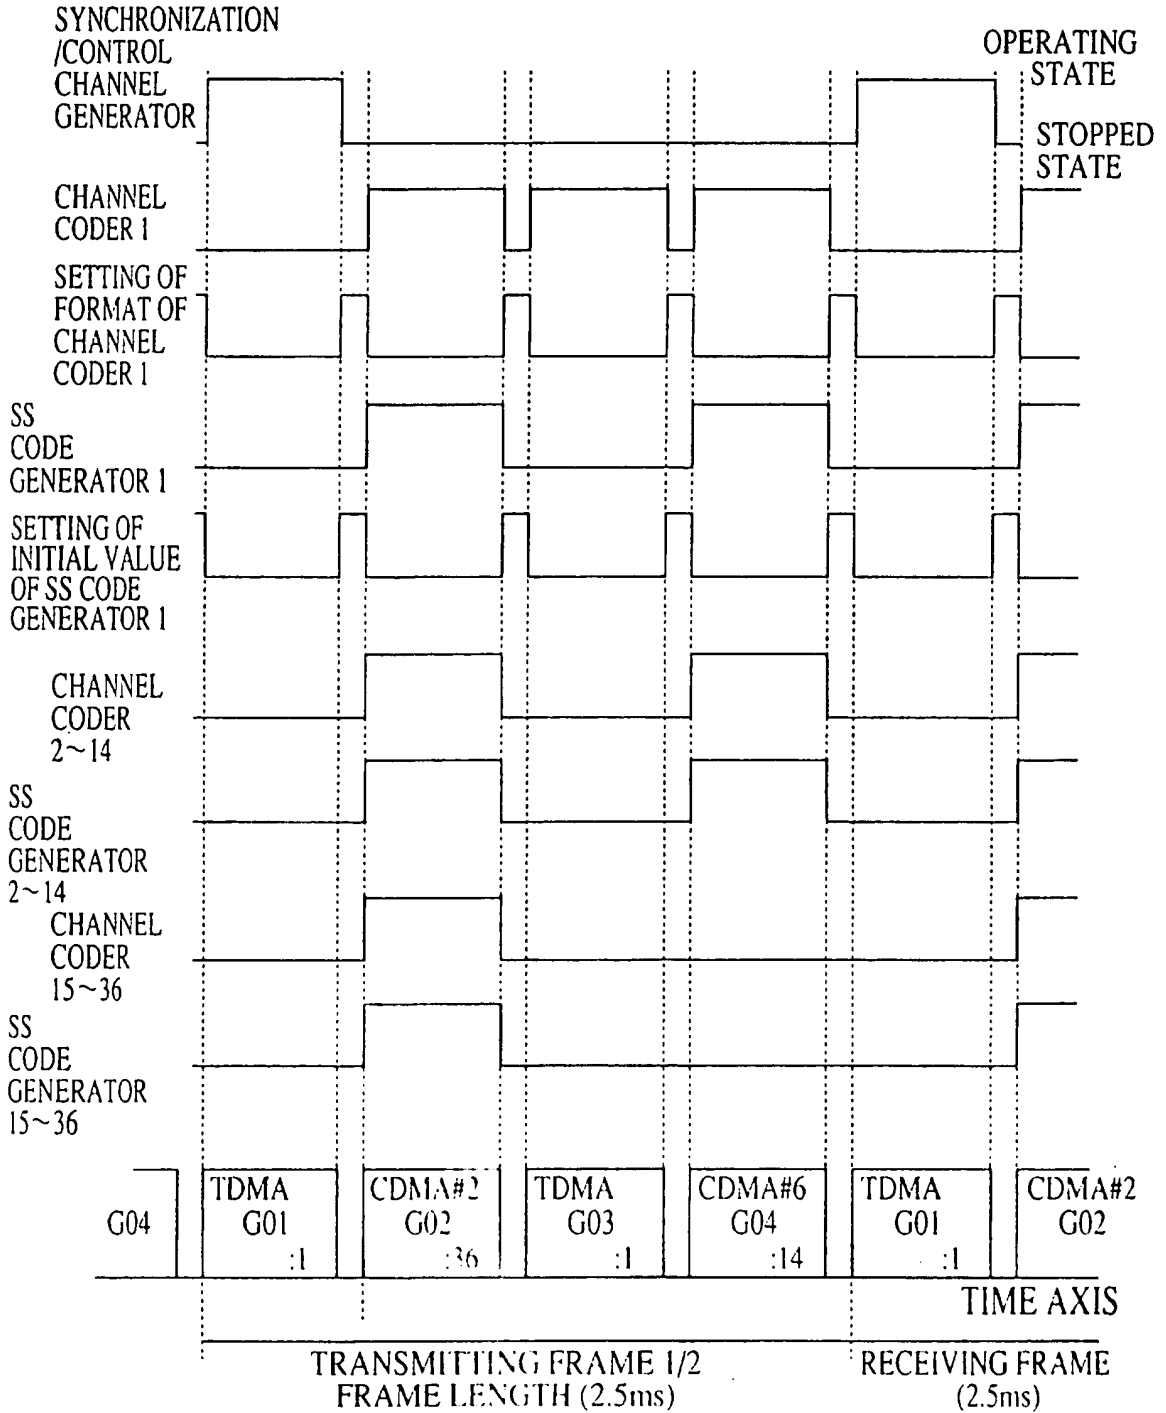 SYNCHRONIZATION
/CONTROL
CHANNEL
GENERATOR
OPERATING
STATE
STOPPED
STATE
CHANNEL
CODER 1
SETTING OF
FORMAT OF
CHANNEL
CODER 1
SS
CODE
GENERATOR 1
SETTING OF
INITIAL VALUE
OF SS CODE
GENERATOR 1
CHANNEL
CODER
2~14
SS
CODE
GENERATOR
2~14
CHANNEL
CODER
15~36
SS
CODE
GENERATOR
15~36
G04
TDMA
G01
:1
CDMA#2
G02
:36
TDMA
G03
:1
CDMA#6
G04
:14
TDMA
G01
:1
CDMA#2
G02
TIME AXIS
TRANSMITTING FRAME 1/2
FRAME LENGTH (2.5ms)
RECEIVING FRAME
(2.5ms)